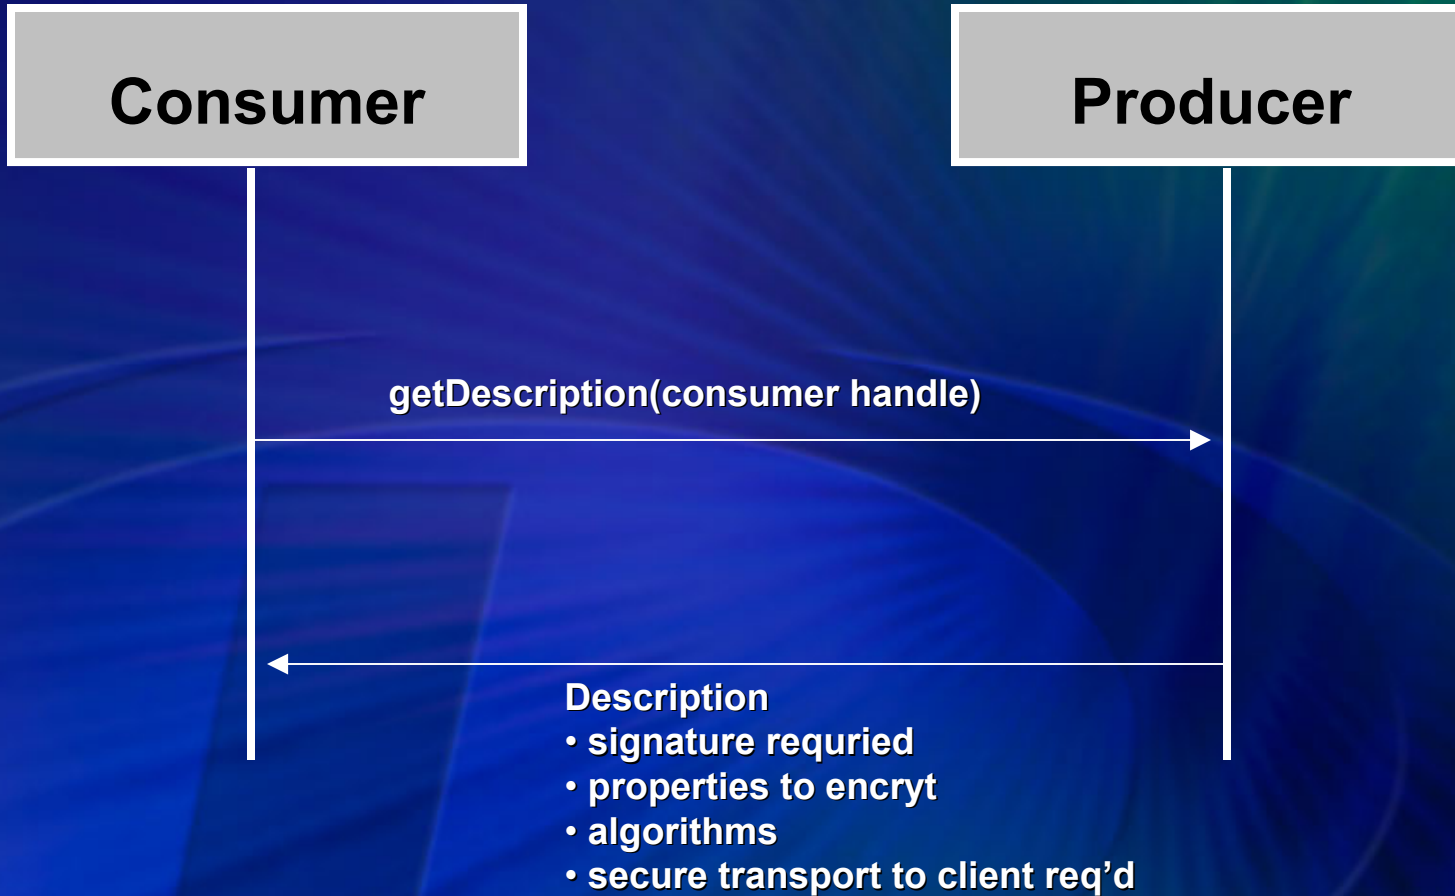 Consumer
Producer
getDescription(consumer handle)
Description
• signature requried
• properties to encryt
• algorithms
• secure transport to client req’d